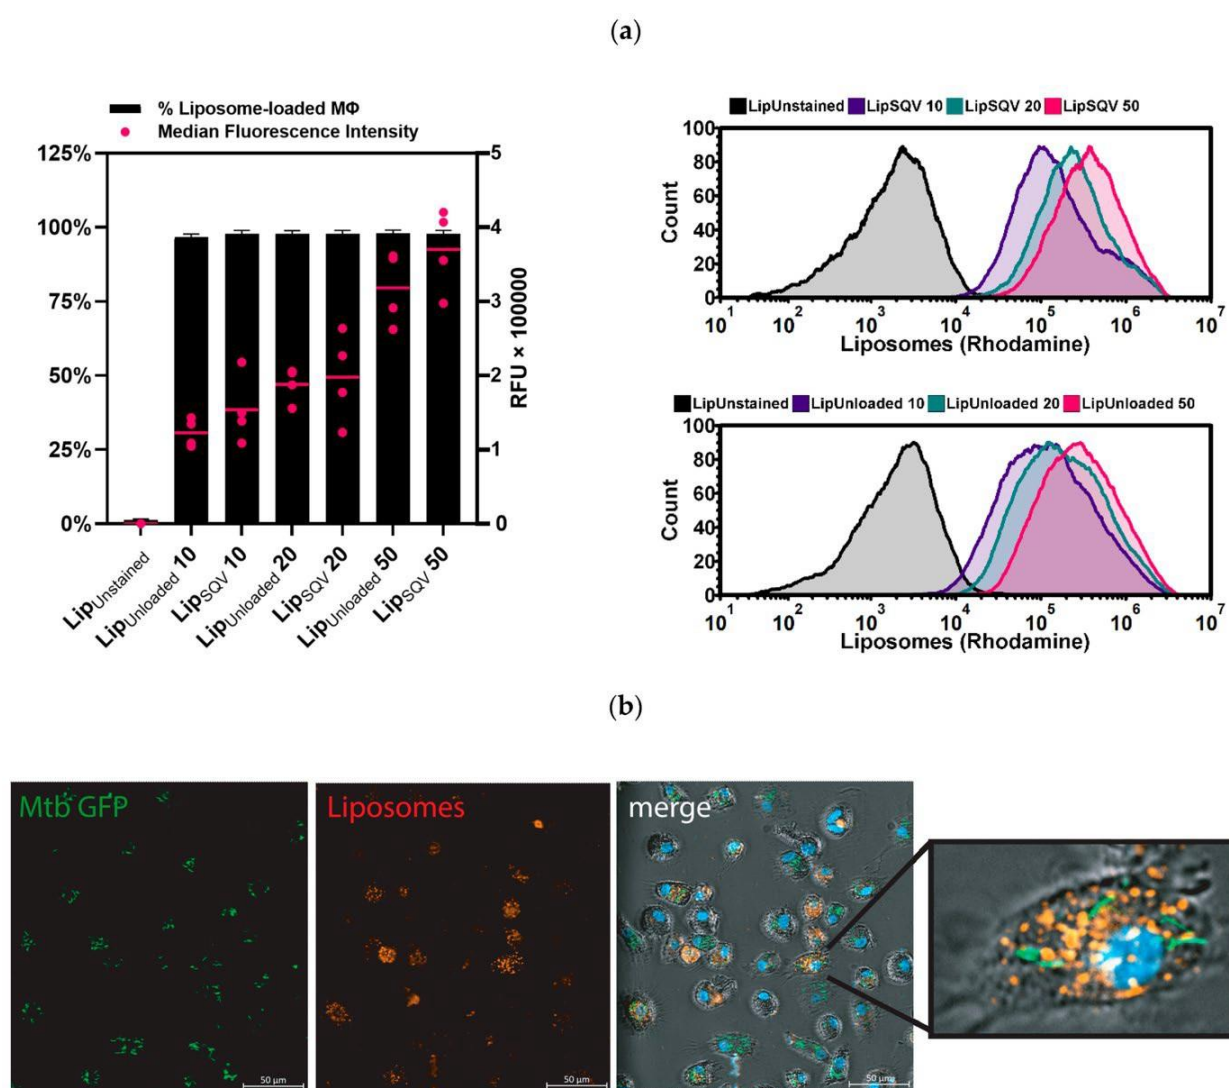 (a)
% Liposome-loaded MΦ
Median Fluorescence Intensity
125%
100%
75%
50%
25%
0%
5
4
3
2
1
0
RFU × 100000
LipUnstained
LipUnloaded 10
LipSQV 10
LipUnloaded 20
LipSQV 20
LipUnloaded 50
LipSQV 50
LipUnstained LipSQV 10 LipSQV 20 LipSQV 50
Count
100
80
60
40
20
0
10^1 10^2 10^3 10^4 10^5 10^6 10^7
Liposomes (Rhodamine)
LipUnstained LipUnloaded 10 LipUnloaded 20 LipUnloaded 50
Count
100
80
60
40
20
0
10^1 10^2 10^3 10^4 10^5 10^6 10^7
Liposomes (Rhodamine)
(b)
Mtb GFP
50 µm
Liposomes
50 µm
merge
50 µm